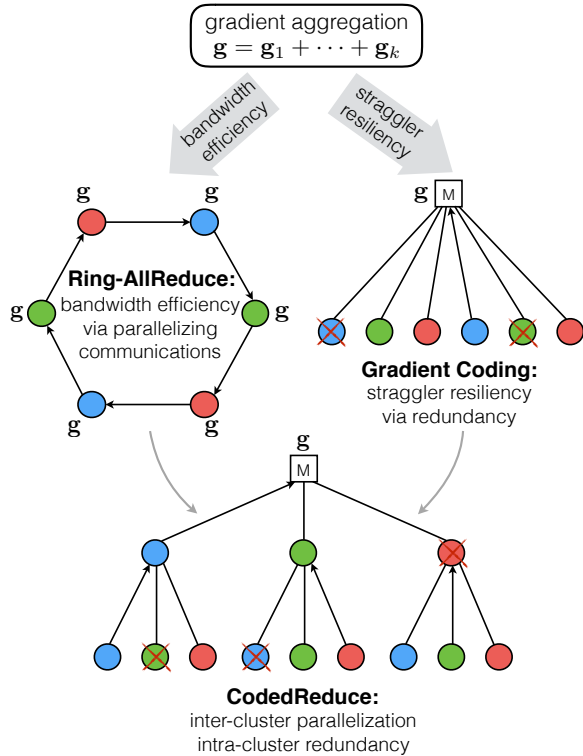 gradient aggregation
g = g₁ + ⋯ + gₖ
bandwidth
efficiency
straggler
resiliency
g
g
g
M
Ring-AllReduce:
bandwidth efficiency
via parallelizing
communications
g
g
g
g
Gradient Coding:
straggler resiliency
via redundancy
g
M
CodedReduce:
inter-cluster parallelization
intra-cluster redundancy